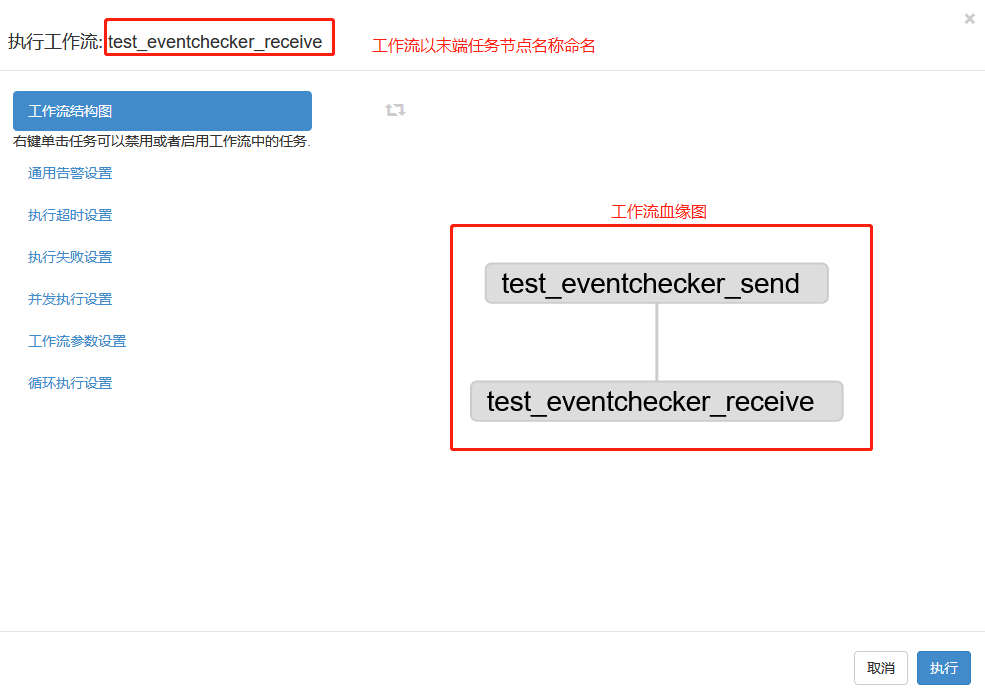 ×
执行工作流: test_eventchecker_receive
工作流以末端任务节点名称命名
工作流结构图
右键单击任务可以禁用或者启用工作流中的任务.
通用告警设置
执行超时设置
执行失败设置
并发执行设置
工作流参数设置
循环执行设置
工作流血缘图
test_eventchecker_send
test_eventchecker_receive
取消
执行